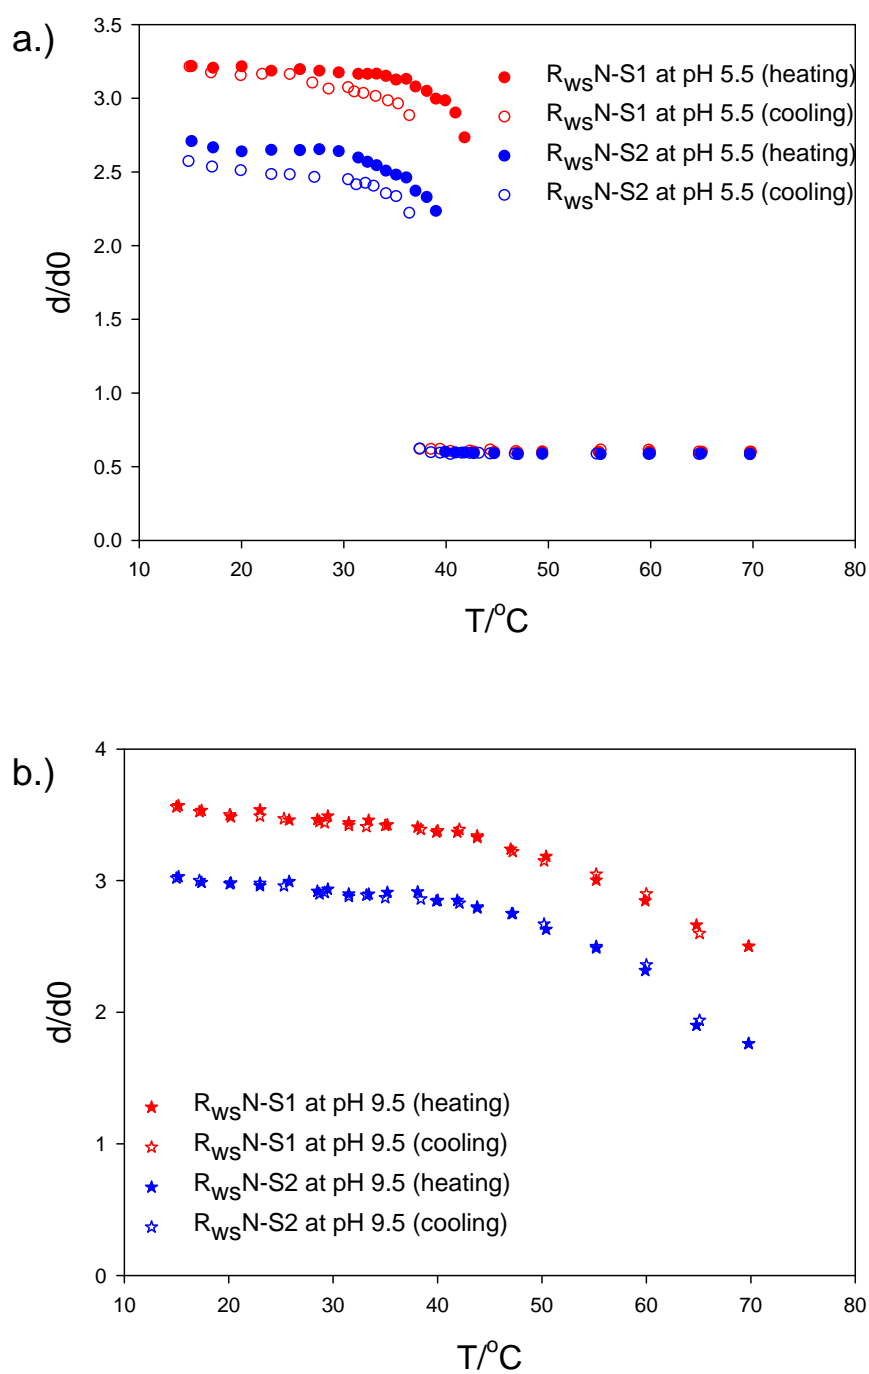 a.)
3.5
3.0
2.5
2.0
1.5
1.0
0.5
0.0
d/d0
RwsN-S1 at pH 5.5 (heating)
RwsN-S1 at pH 5.5 (cooling)
RwsN-S2 at pH 5.5 (heating)
RwsN-S2 at pH 5.5 (cooling)
10 20 30 40 50 60 70 80
T/°C
b.)
4
3
2
1
0
d/d0
RwsN-S1 at pH 9.5 (heating)
RwsN-S1 at pH 9.5 (cooling)
RwsN-S2 at pH 9.5 (heating)
RwsN-S2 at pH 9.5 (cooling)
10 20 30 40 50 60 70 80
T/°C